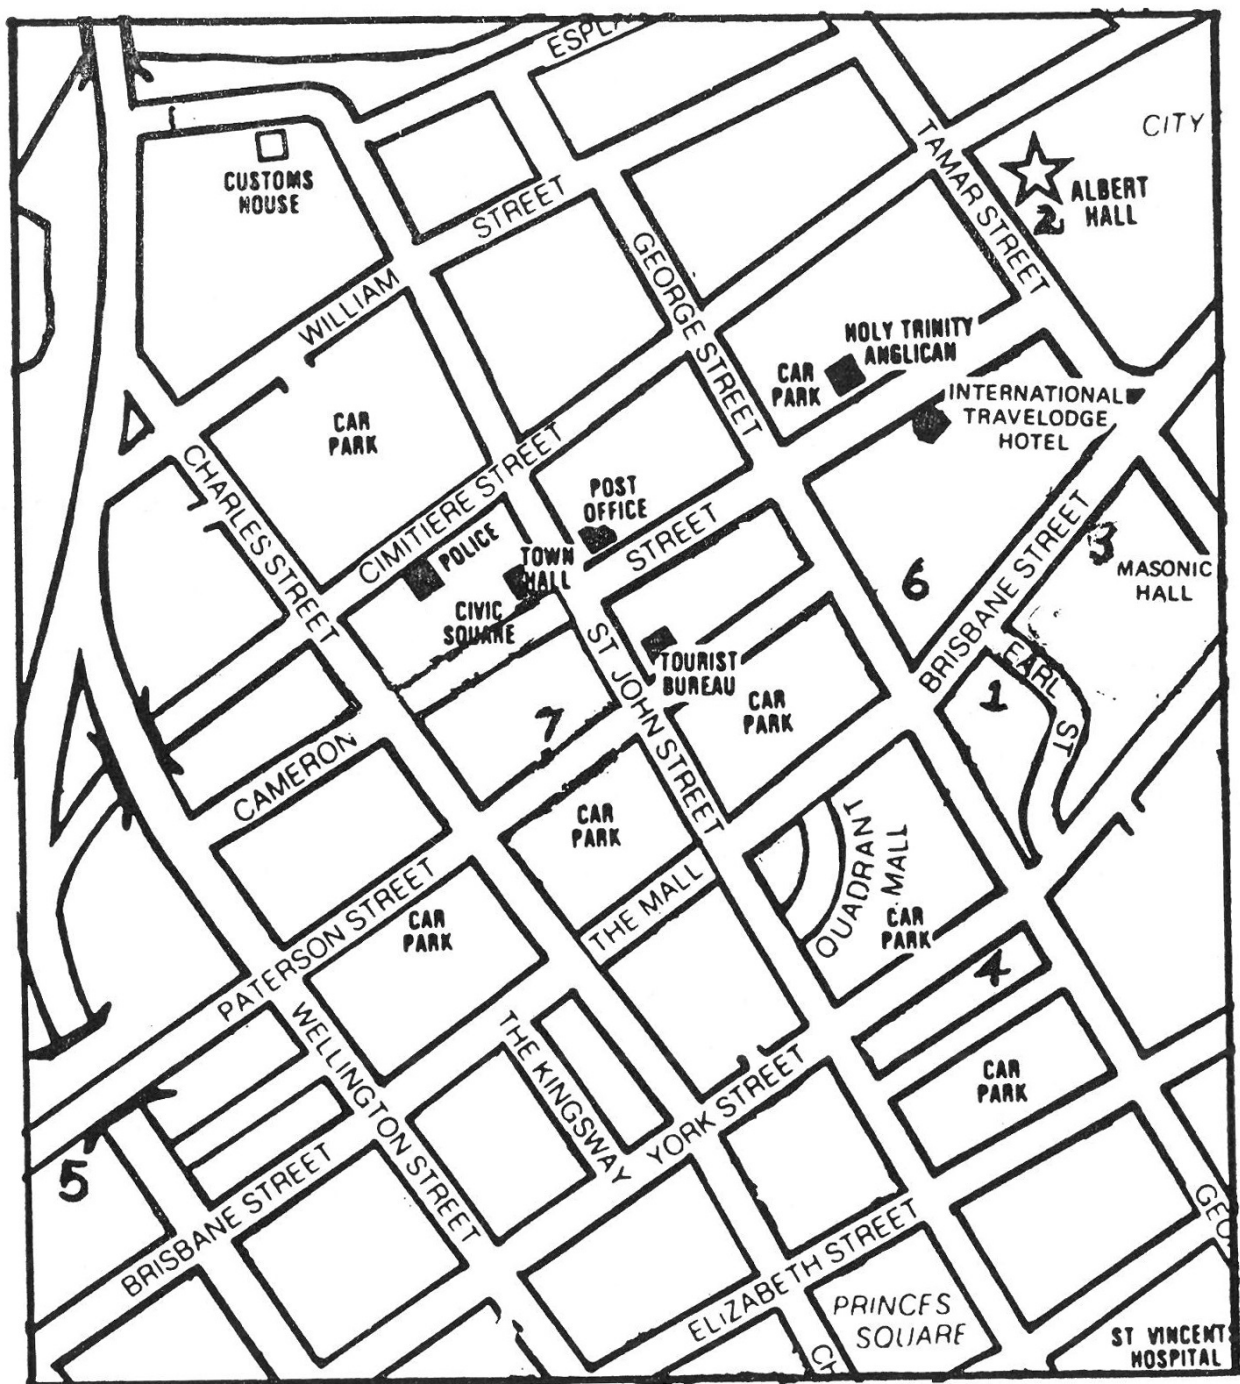 ESPLA
CITY
TAMAR STREET
ALBERT
HALL
2
CUSTOMS
HOUSE
STREET
WILLIAM
GEORGE STREET
HOLY TRINITY
ANGLICAN
CAR
PARK
INTERNATIONAL
TRAVELODGE
HOTEL
CAR
PARK
CHARLES STREET
CIMITIERE STREET
POST
OFFICE
STREET
POLICE
TOWN
HALL
CIVIC
SQUARE
BRISBANE STREET
3
MASONIC
HALL
6
EARL ST
1
ST JOHN STREET
TOURIST
BUREAU
CAR
PARK
7
CAMERON
CAR
PARK
QUADRANT
MALL
THE MALL
CAR
PARK
CAR
PARK
PATERSON STREET
4
WELLINGTON STREET
THE KINGSWAY
YORK STREET
CAR
PARK
5
BRISBANE STREET
ELIZABETH STREET
GEO
PRINCES
SQUARE
CH
ST VINCENTS
HOSPITAL